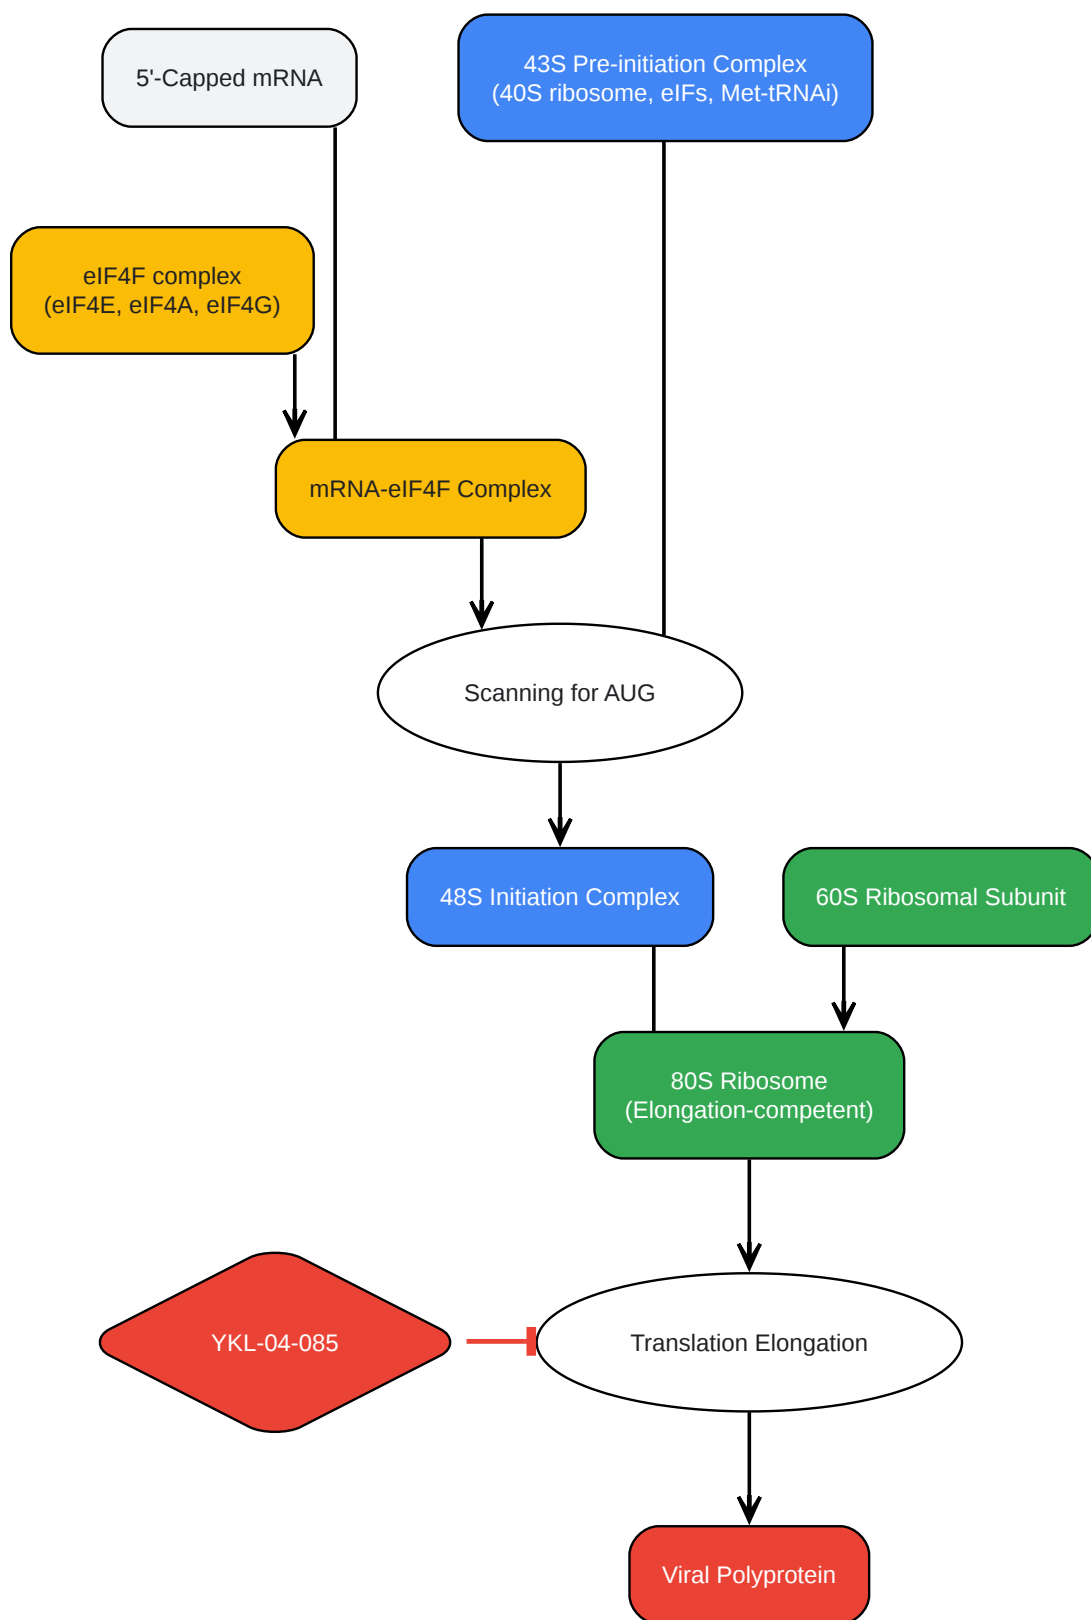 5'-Capped mRNA
43S Pre-initiation Complex
(40S ribosome, eIFs, Met-tRNAi)
eIF4F complex
(eIF4E, eIF4A, eIF4G)
mRNA-eIF4F Complex
Scanning for AUG
48S Initiation Complex
60S Ribosomal Subunit
80S Ribosome
(Elongation-competent)
YKL-04-085
Translation Elongation
Viral Polyprotein